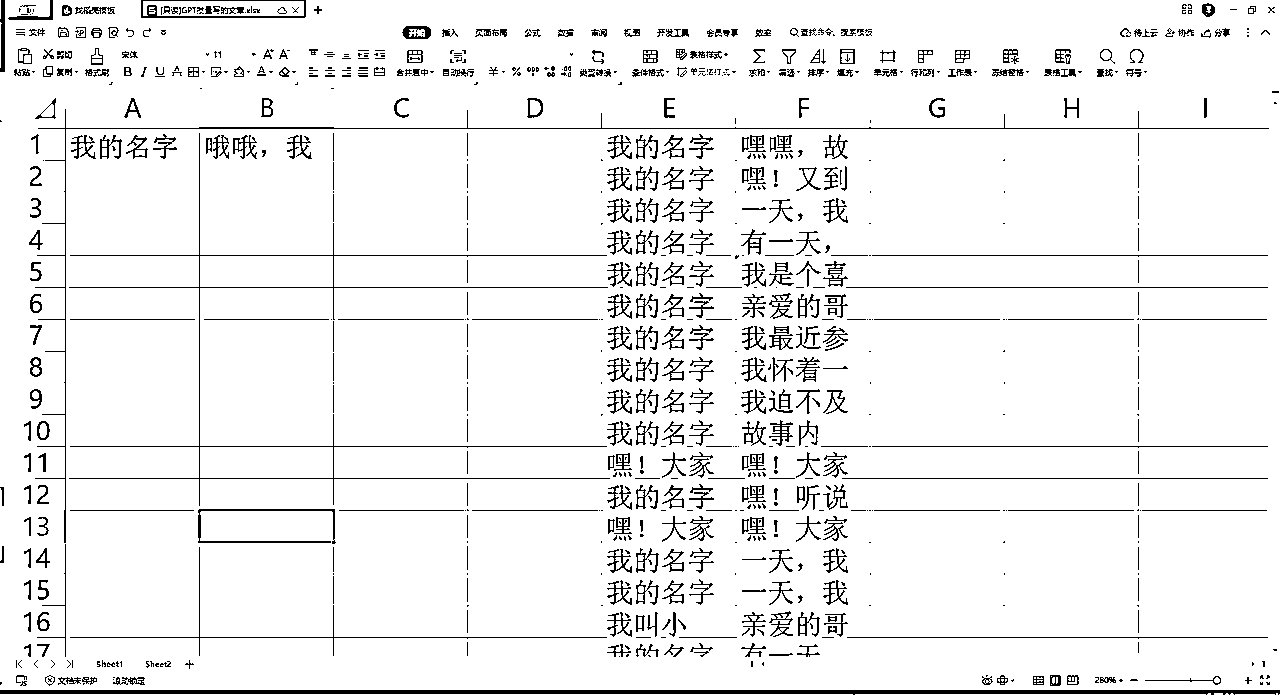 找稻壳模板 [只读]GPT批量写的文章.xlsx +
文件 开始 插入 页面布局 公式 数据 审阅 视图 开发工具 会员专享 效率 查找命令、搜索模板 待上云 协作 分享
剪切 宋体 11 A A 自动换行 ¥ % 条件格式 表格样式 求和 筛选 排序 填充 单元格 行和列 工作表 冻结窗格 表格工具 查找 符号
粘贴 复制 格式刷 B I U A 合并居中 类型转换 单元格样式
A B C D E F G H I
1 我的名字 哦哦，我 我的名字 嘿嘿，故
2 我的名字 嘿！又到
3 我的名字 一天，我
4 我的名字 有一天，
5 我的名字 我是个喜
6 我的名字 亲爱的哥
7 我的名字 我最近参
8 我的名字 我怀着一
9 我的名字 我迫不及
10 我的名字 故事内
11 嘿！大家 嘿！大家
12 我的名字 嘿！听说
13 嘿！大家 嘿！大家
14 我的名字 一天，我
15 我的名字 一天，我
16 我叫小 亲爱的哥
17 我的名字 有一天
Sheet1 Sheet2 +
文档未保护 滚动锁定 280%